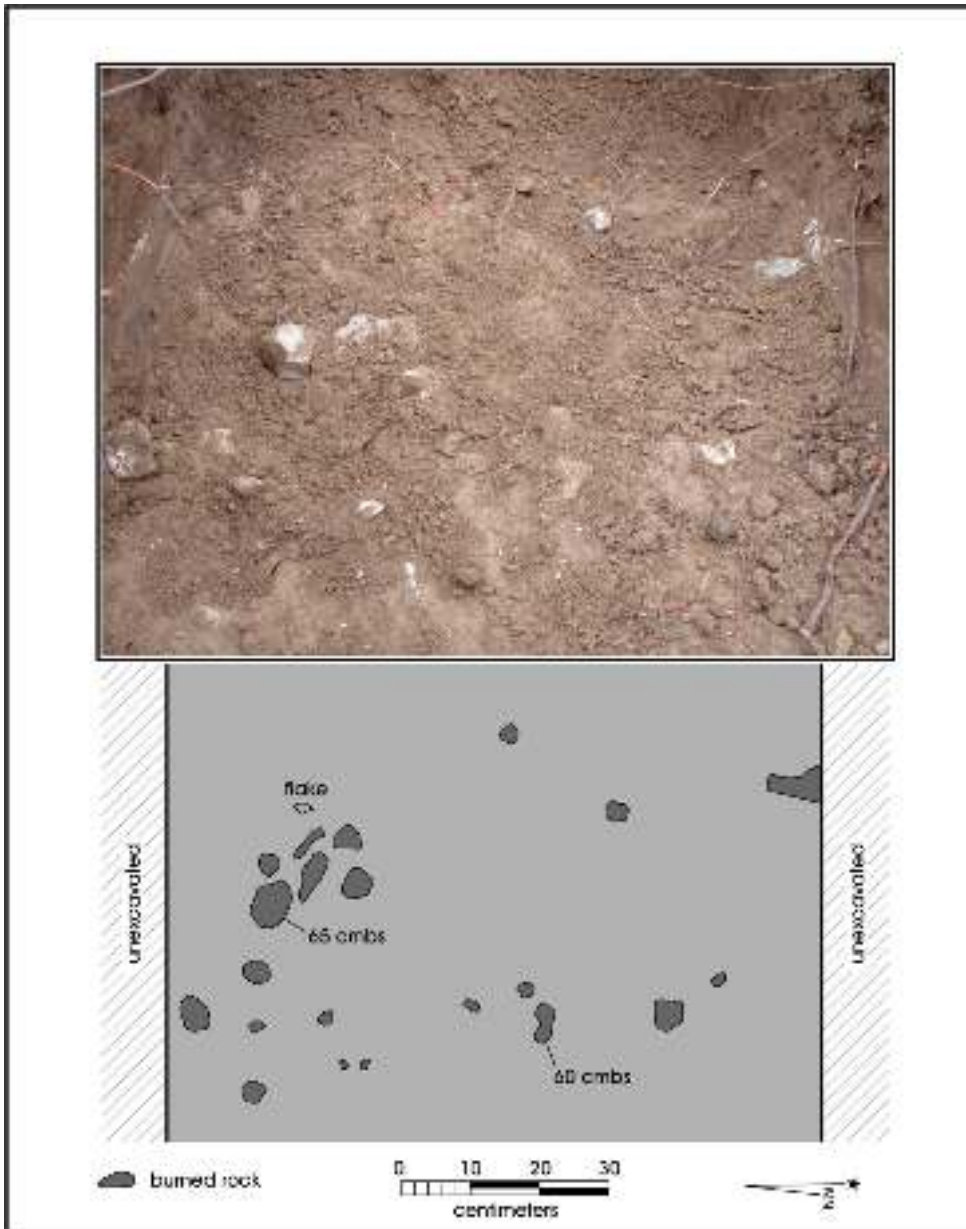 flake
unexcavated
unexcavated
65 cmbs
60 cmbs
burned rock
0 10 20 30
centimeters
N